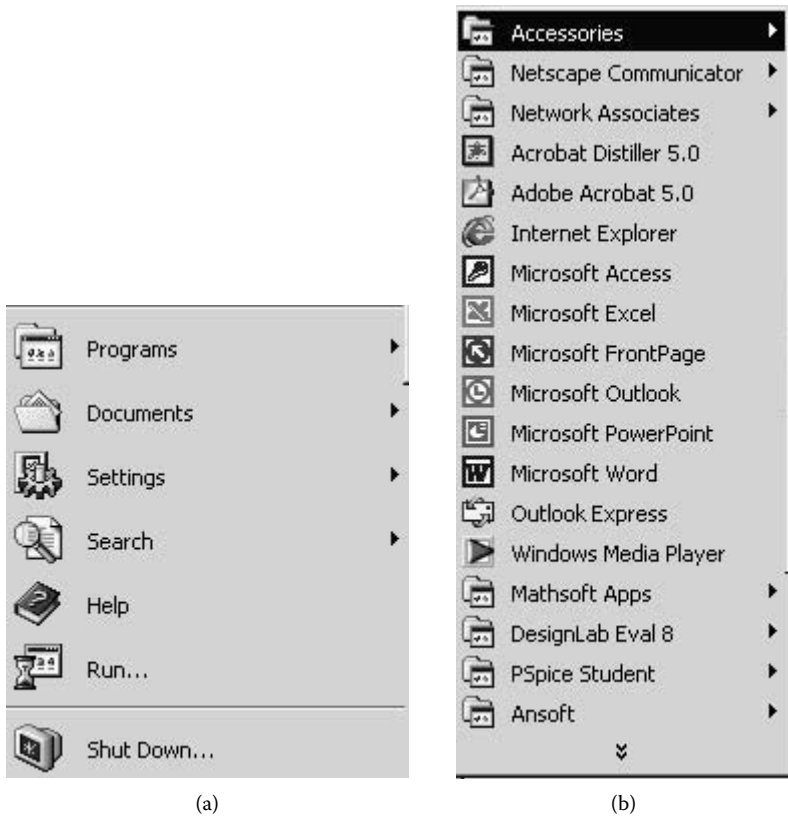 Programs
Documents
Settings
Search
Help
Run...
Shut Down...
(a)
Accessories
Netscape Communicator
Network Associates
Acrobat Distiller 5.0
Adobe Acrobat 5.0
Internet Explorer
Microsoft Access
Microsoft Excel
Microsoft FrontPage
Microsoft Outlook
Microsoft PowerPoint
Microsoft Word
Outlook Express
Windows Media Player
Mathsoft Apps
DesignLab Eval 8
PSpice Student
Ansoft
(b)